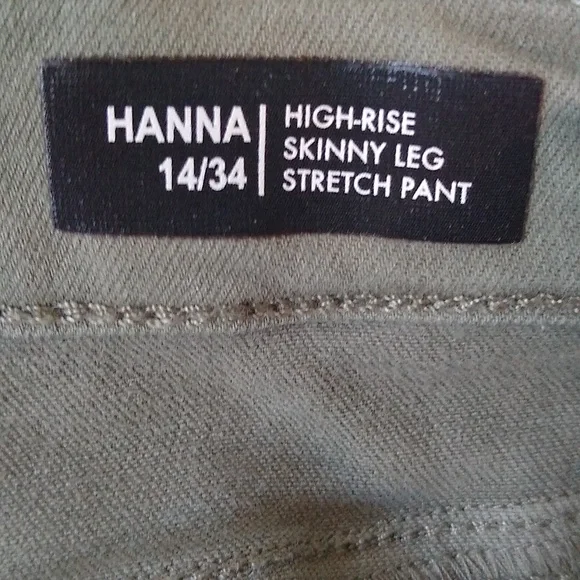 HANNA
14/34
HIGH-RISE
SKINNY LEG
STRETCH PANT